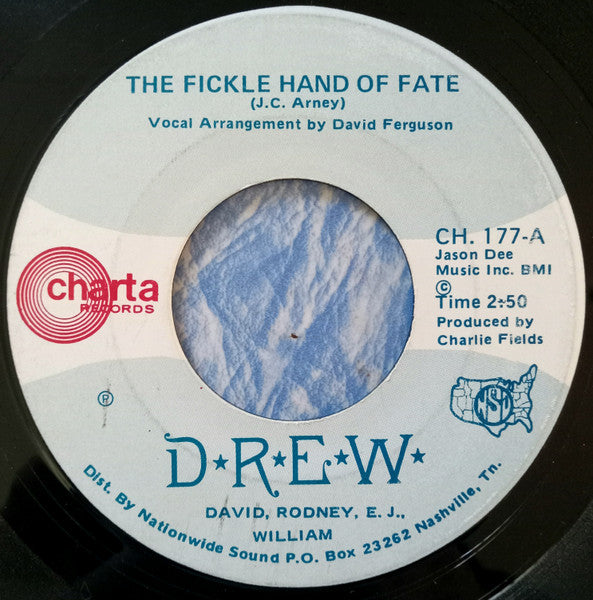 THE FICKLE HAND OF FATE
(J.C. Arney)
Vocal Arrangement by David Ferguson
charta
RECORDS
CH. 177-A
Jason Dee
Music Inc. BMI
©
Time 2:50
Produced by
Charlie Fields
℗
NSD
D★R★E★W★
DAVID, RODNEY, E. J.,
WILLIAM
Dist. By Nationwide Sound P.O. Box 23262 Nashville, Tn.